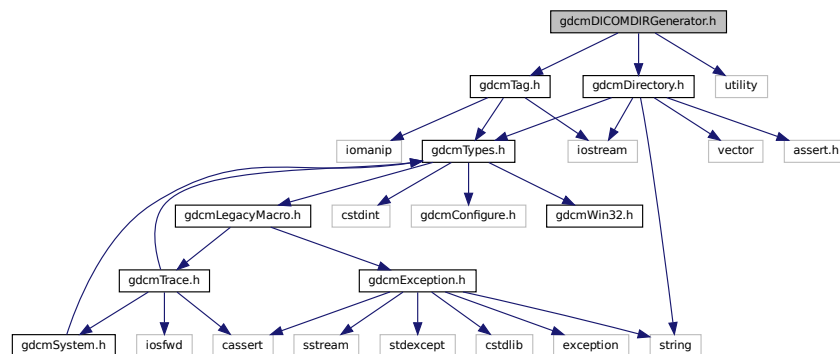 gdcmDICOMDIRGenerator.h
gdcmTag.h
gdcmDirectory.h
utility
iomanip
gdcmTypes.h
iostream
vector
assert.h
gdcmLegacyMacro.h
cstdint
gdcmConfigure.h
gdcmWin32.h
gdcmTrace.h
gdcmException.h
gdcmSystem.h
iosfwd
cassert
sstream
stdexcept
cstdlib
exception
string